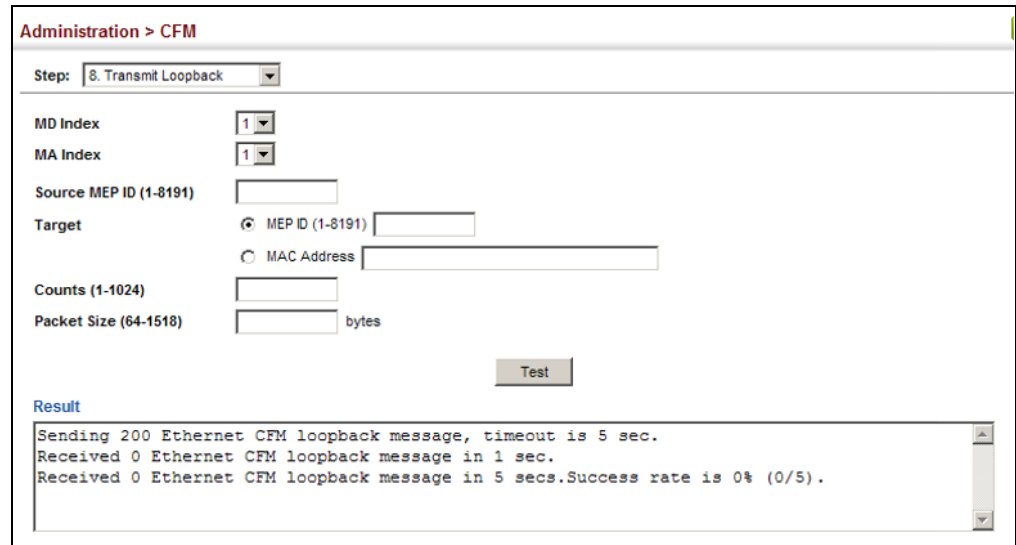 Administration > CFM
Step: 8. Transmit Loopback
MD Index 1
MA Index 1
Source MEP ID (1-8191)
Target MEP ID (1-8191)
MAC Address
Counts (1-1024)
Packet Size (64-1518) bytes
Test
Result
Sending 200 Ethernet CFM loopback message, timeout is 5 sec.
Received 0 Ethernet CFM loopback message in 1 sec.
Received 0 Ethernet CFM loopback message in 5 secs.Success rate is 0% (0/5).